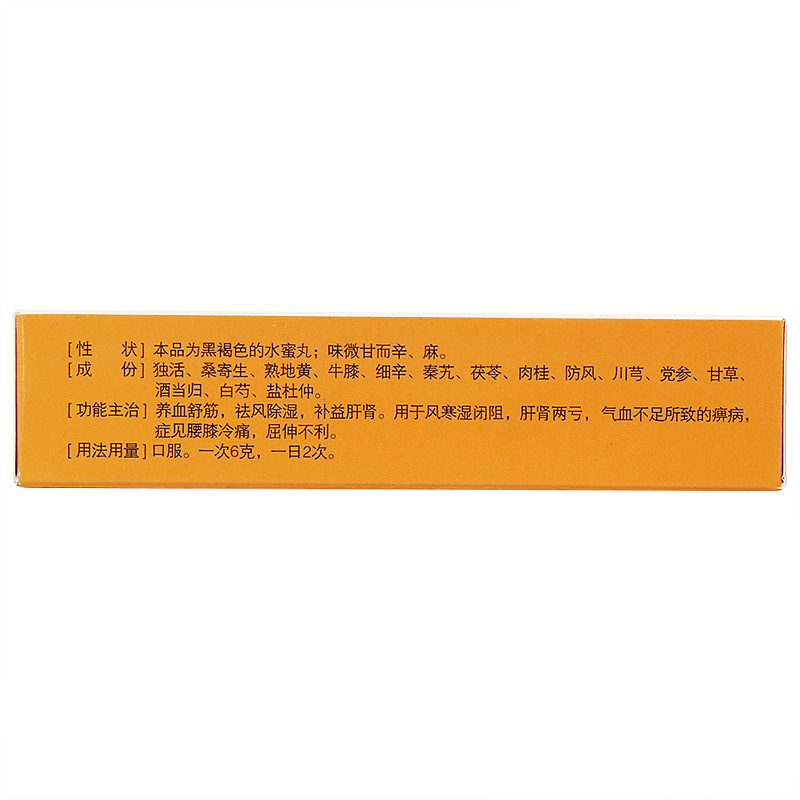 [性　状] 本品为黑褐色的水蜜丸；味微甘而辛、麻。
[成　份] 独活、桑寄生、熟地黄、牛膝、细辛、秦艽、茯苓、肉桂、防风、川芎、党参、甘草、
酒当归、白芍、盐杜仲。
[功能主治] 养血舒筋，祛风除湿，补益肝肾。用于风寒湿闭阻，肝肾两亏，气血不足所致的痹病，
症见腰膝冷痛，屈伸不利。
[用法用量] 口服。一次6克，一日2次。